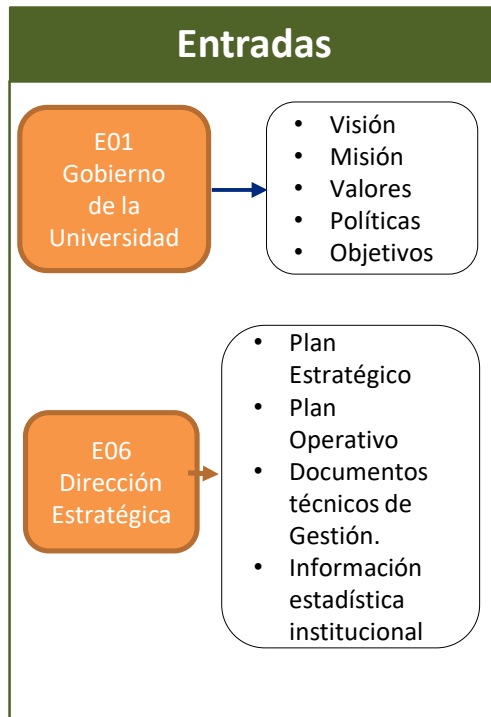 Entradas
E01
Gobierno
de la
Universidad
• Visión
• Misión
• Valores
• Políticas
• Objetivos
E06
Dirección
Estratégica
• Plan
Estratégico
• Plan
Operativo
• Documentos
técnicos de
Gestión.
• Información
estadística
institucional